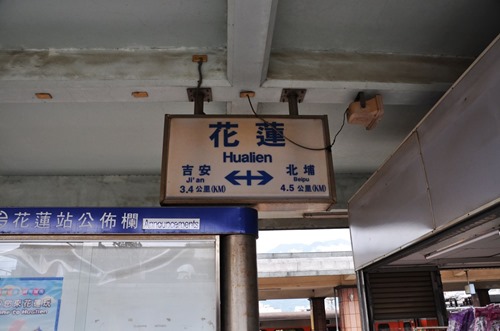 花蓮
Hualien
吉安
Ji'an
3.4 公里(KM)
北埔
Beipu
4.5 公里(KM)
台花蓮站公佈欄 Announcements